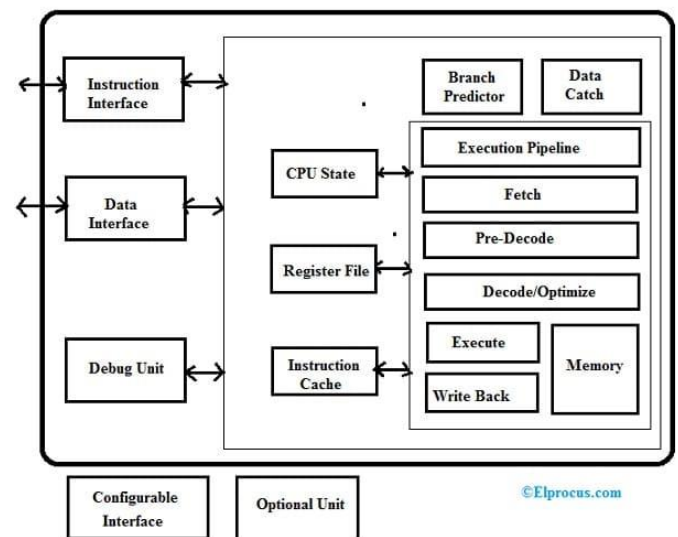 Instruction
Interface
Data
Interface
Debug Unit
CPU State
Register File
Instruction
Cache
Branch
Predictor
Data
Catch
Execution Pipeline
Fetch
Pre-Decode
Decode/Optimize
Execute
Write Back
Memory
Configurable
Interface
Optional Unit
©Elprocus.com